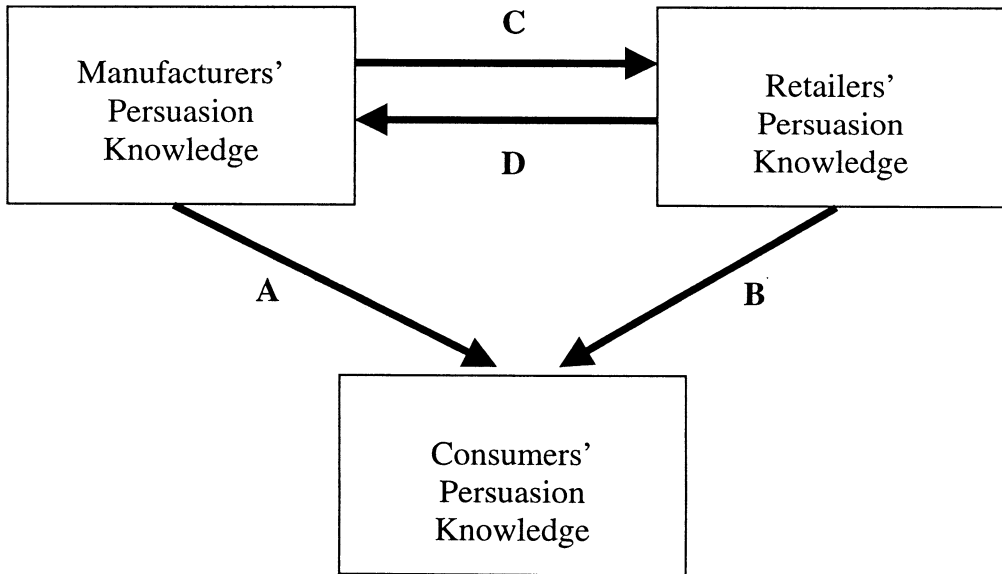 C
Manufacturers’
Persuasion
Knowledge
Retailers’
Persuasion
Knowledge
D
A
B
Consumers’
Persuasion
Knowledge